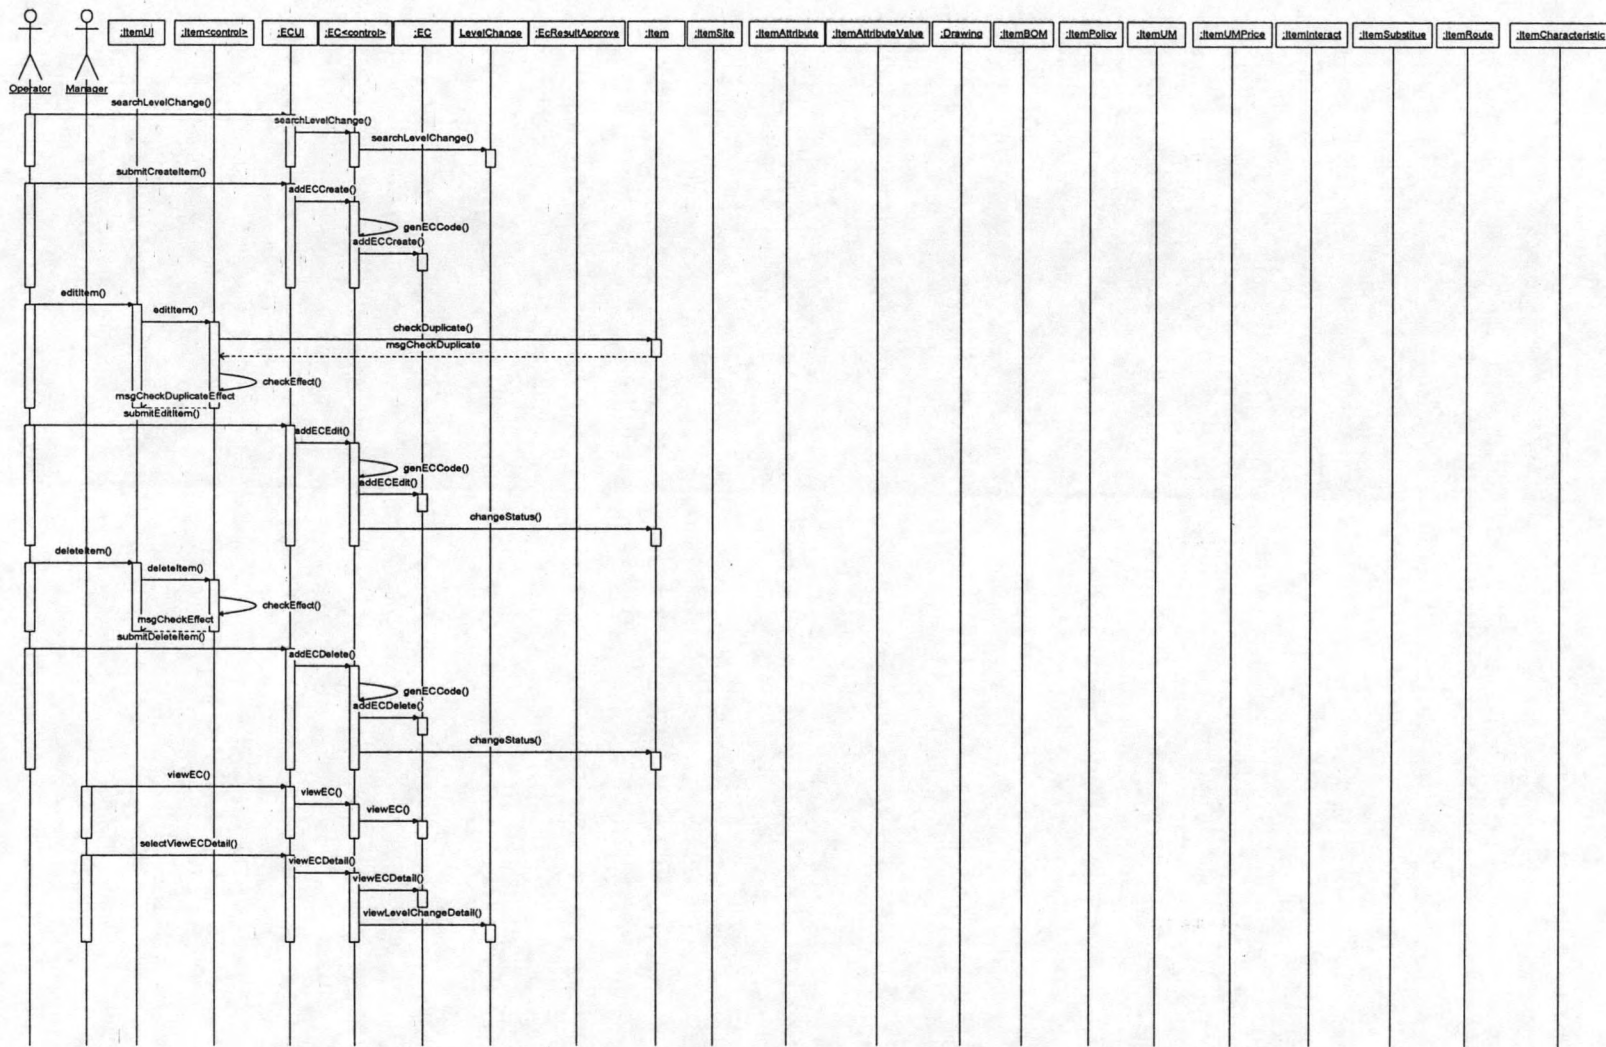 :ItemUI :Item<control> :ECUI :EC<control> :EC LevelChange :EcResultApprove :Item :ItemSite :ItemAttribute :ItemAttributeValue :Drawing :ItemBOM :ItemPolicy :ItemUM :ItemUMPrice :ItemInteract :ItemSubstitue :ItemRoute :ItemCharacteristic
Operator Manager
searchLevelChange()
searchLevelChange()
searchLevelChange()
submitCreateItem()
addECCreate()
genECCode()
addECCreate()
editItem()
editItem()
checkDuplicate()
msgCheckDuplicate
checkEffect()
msgCheckDuplicateEffect
submitEditItem()
addECEdit()
genECCode()
addECEdit()
changeStatus()
deleteItem()
deleteItem()
checkEffect()
msgCheckEffect
submitDeleteItem()
addECDelete()
genECCode()
addECDelete()
changeStatus()
viewEC()
viewEC()
viewEC()
selectViewECDetail()
viewECDetail()
viewECDetail()
viewLevelChangeDetail()